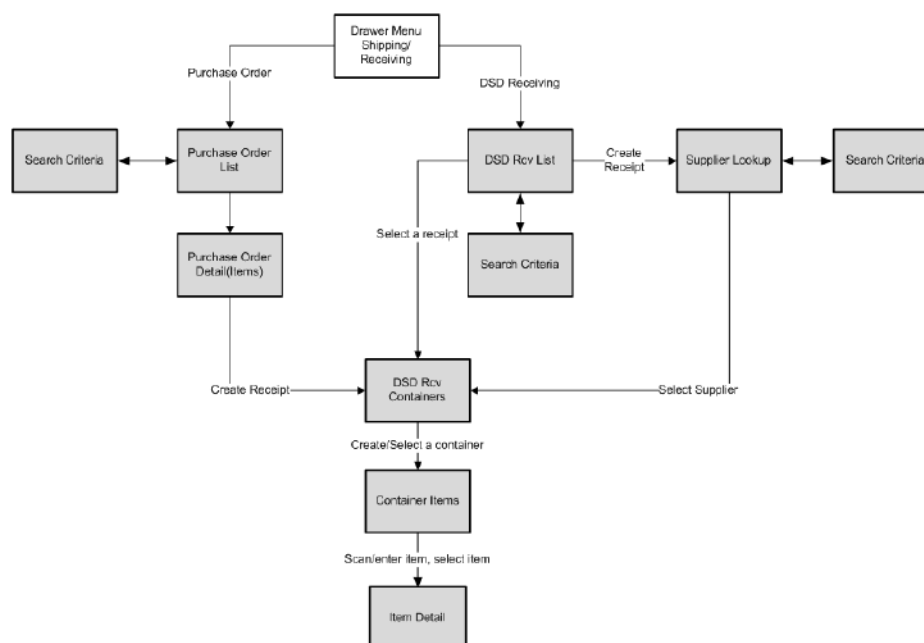 Drawer Menu
Shipping/
Receiving
Purchase Order
DSD Receiving
Search Criteria
Purchase Order
List
DSD Rcv List
Create
Receipt
Supplier Lookup
Search Criteria
Select a receipt
Purchase Order
Detail(Items)
Search Criteria
Create Receipt
DSD Rcv
Containers
Select Supplier
Create/Select a container
Container Items
Scan/enter item, select item
Item Detail